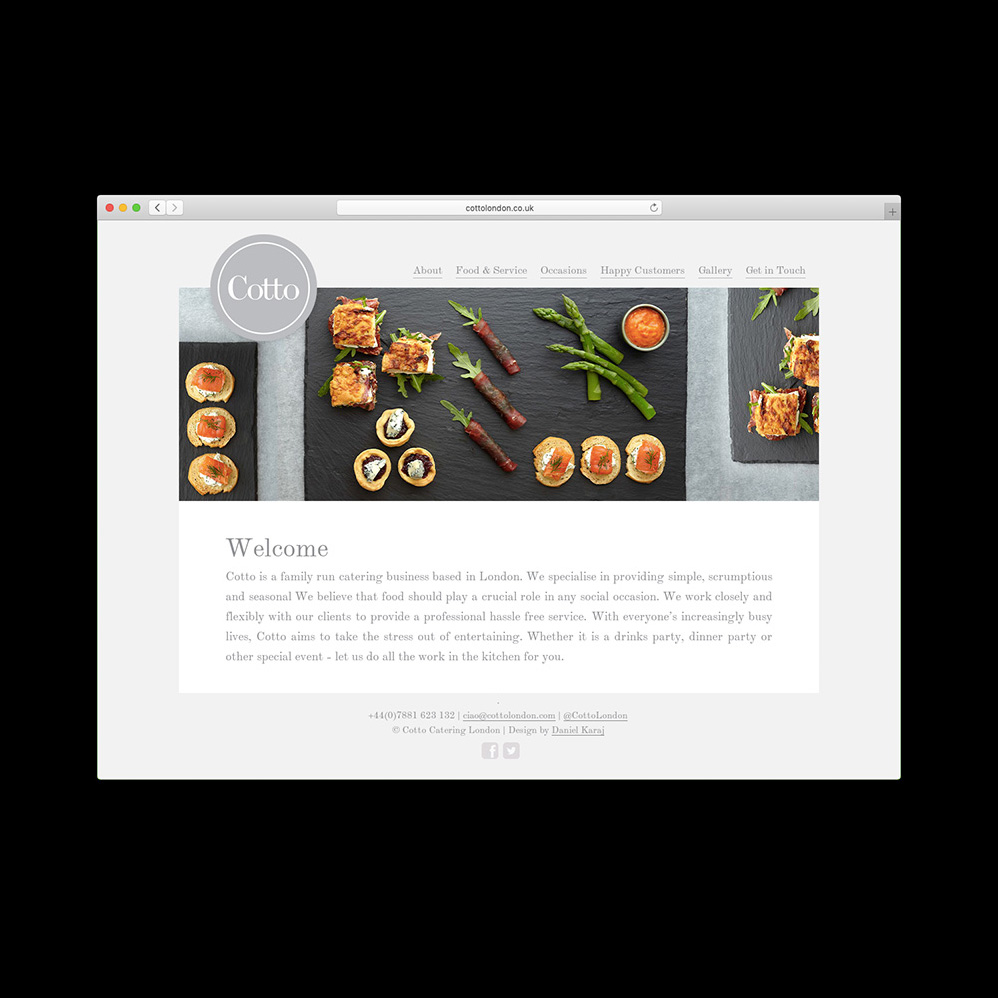 cottolondon.co.uk
Cotto
About Food & Service Occasions Happy Customers Gallery Get in Touch
Welcome
Cotto is a family run catering business based in London. We specialise in providing simple, scrumptious
and seasonal We believe that food should play a crucial role in any social occasion. We work closely and
flexibly with our clients to provide a professional hassle free service. With everyone's increasingly busy
lives, Cotto aims to take the stress out of entertaining. Whether it is a drinks party, dinner party or
other special event - let us do all the work in the kitchen for you.
+44(0)7881 623 132 | ciao@cottolondon.com | @CottoLondon
© Cotto Catering London | Design by Daniel Karaj